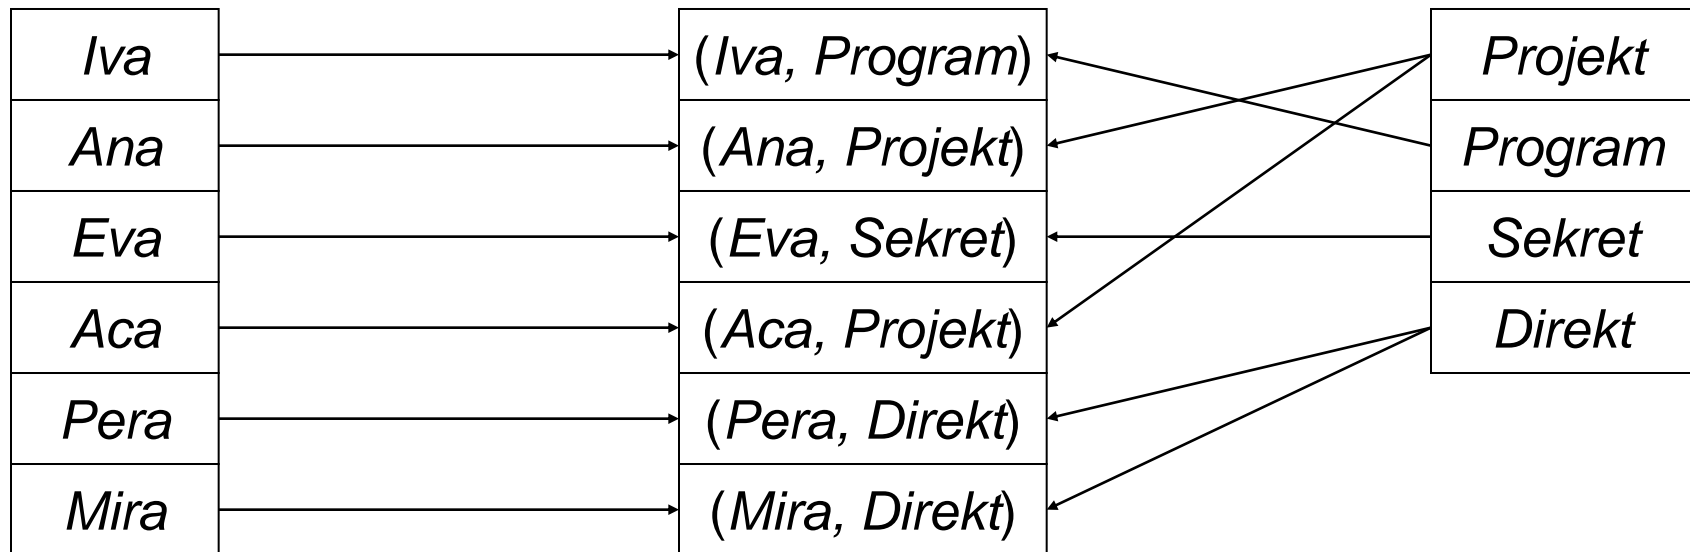 Iva
Ana
Eva
Aca
Pera
Mira
(Iva, Program)
(Ana, Projekt)
(Eva, Sekret)
(Aca, Projekt)
(Pera, Direkt)
(Mira, Direkt)
Projekt
Program
Sekret
Direkt